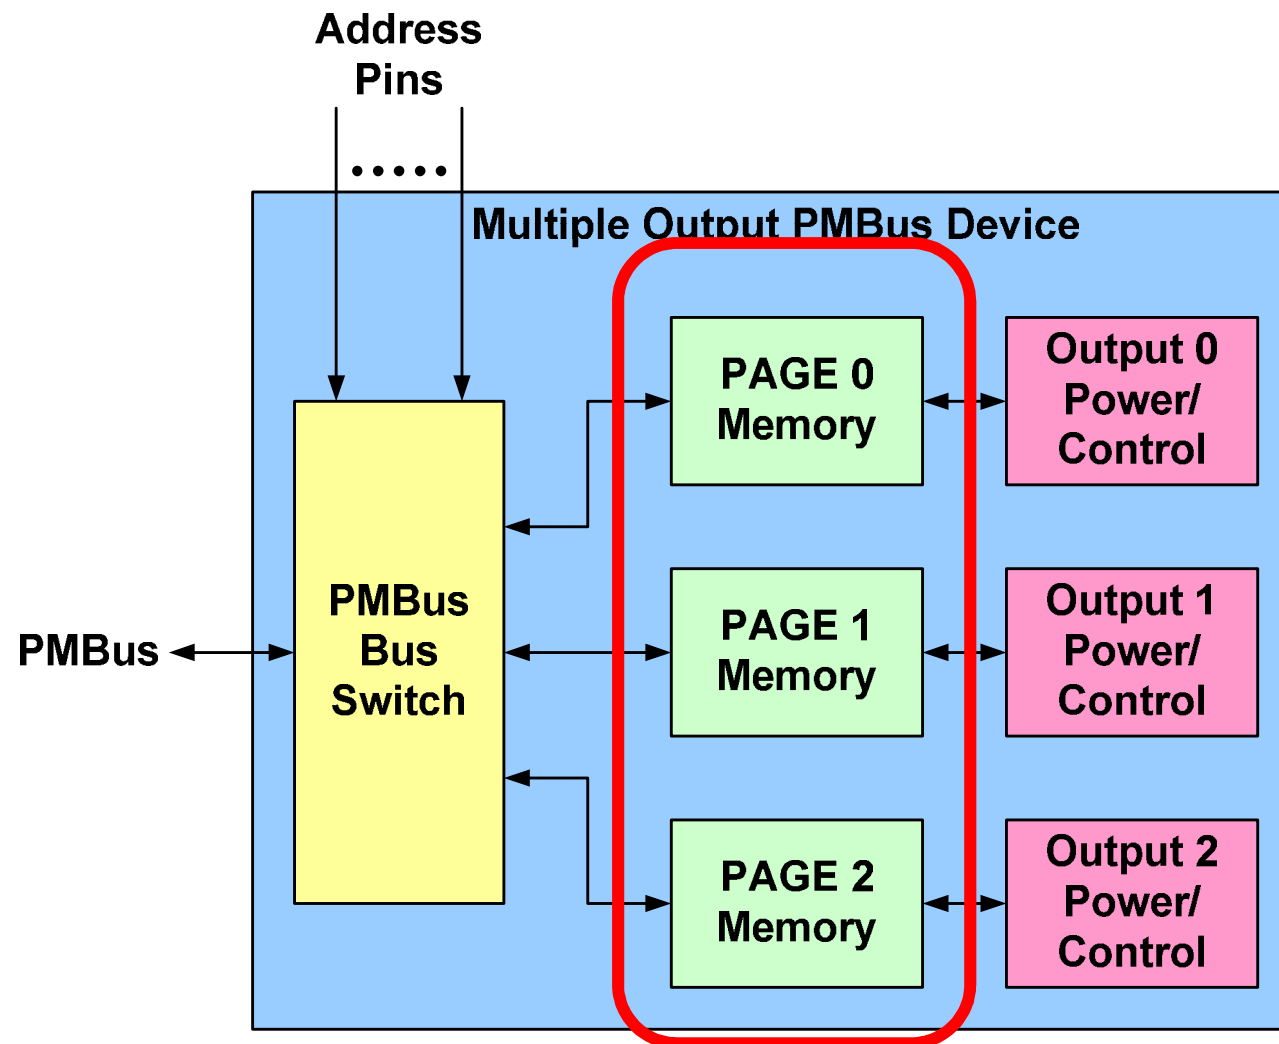 Address
Pins
Multiple Output PMBus Device
PAGE 0
Memory
Output 0
Power/
Control
PMBus
Bus
Switch
PMBus
PAGE 1
Memory
Output 1
Power/
Control
PAGE 2
Memory
Output 2
Power/
Control